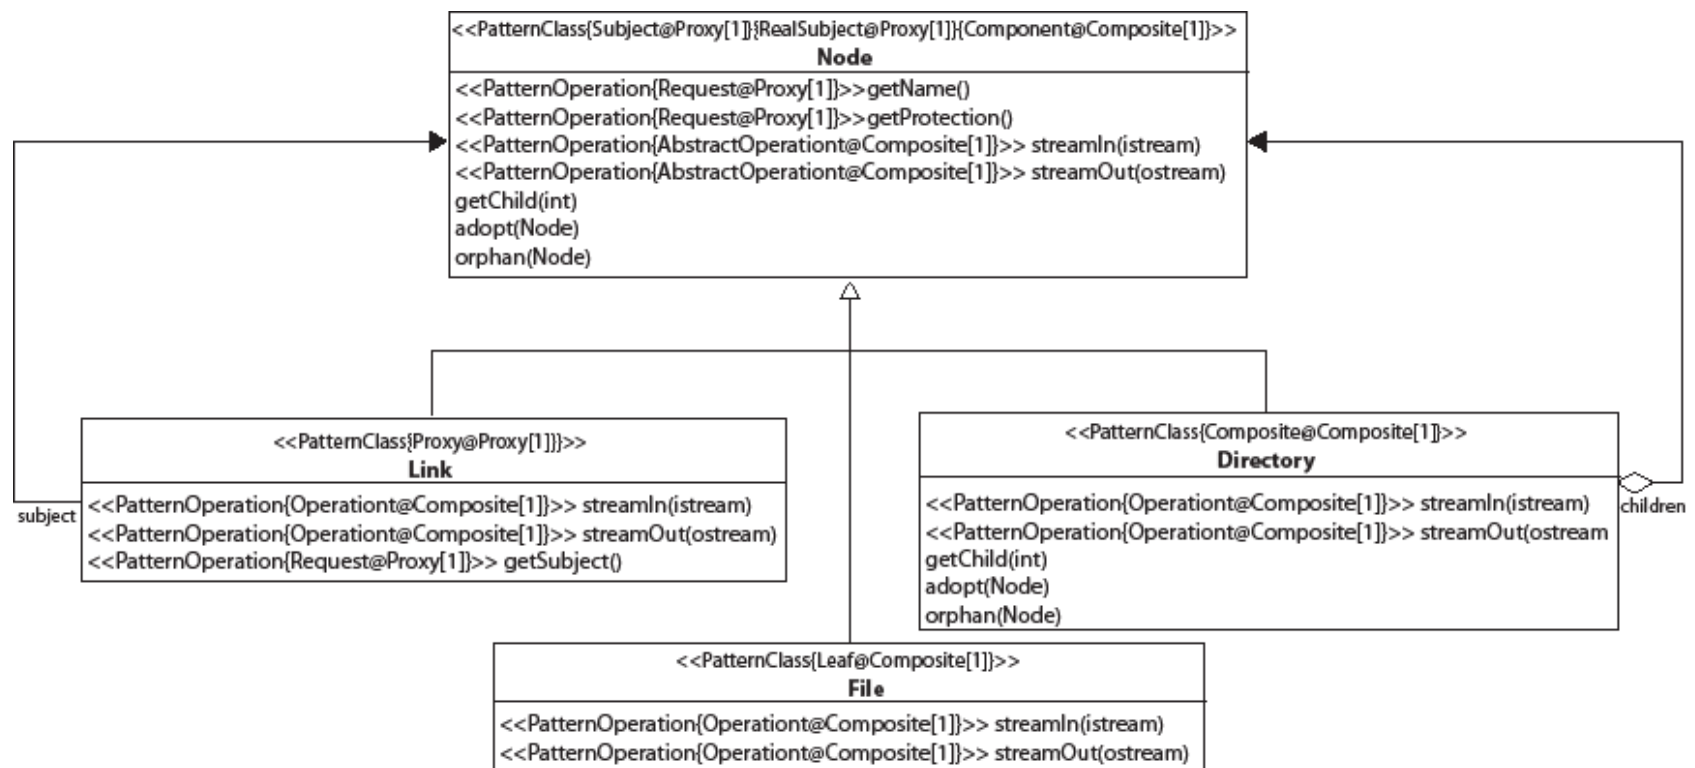 <<PatternClass{Subject@Proxy[1]}{RealSubject@Proxy[1]}{Component@Composite[1]}>>
Node
<<PatternOperation{Request@Proxy[1]}>>getName()
<<PatternOperation{Request@Proxy[1]}>>getProtection()
<<PatternOperation{AbstractOperationt@Composite[1]}>> streamIn(istream)
<<PatternOperation{AbstractOperationt@Composite[1]}>> streamOut(ostream)
getChild(int)
adopt(Node)
orphan(Node)
<<PatternClass{Proxy@Proxy[1]}}>>
Link
<<PatternOperation{Operationt@Composite[1]}>> streamIn(istream)
<<PatternOperation{Operationt@Composite[1]}>> streamOut(ostream)
<<PatternOperation{Request@Proxy[1]}>> getSubject()
subject
<<PatternClass{Composite@Composite[1]}>>
Directory
<<PatternOperation{Operationt@Composite[1]}>> streamIn(istream)
<<PatternOperation{Operationt@Composite[1]}>> streamOut(ostream
getChild(int)
adopt(Node)
orphan(Node)
children
<<PatternClass{Leaf@Composite[1]}>>
File
<<PatternOperation{Operationt@Composite[1]}>> streamIn(istream)
<<PatternOperation{Operationt@Composite[1]}>> streamOut(ostream)